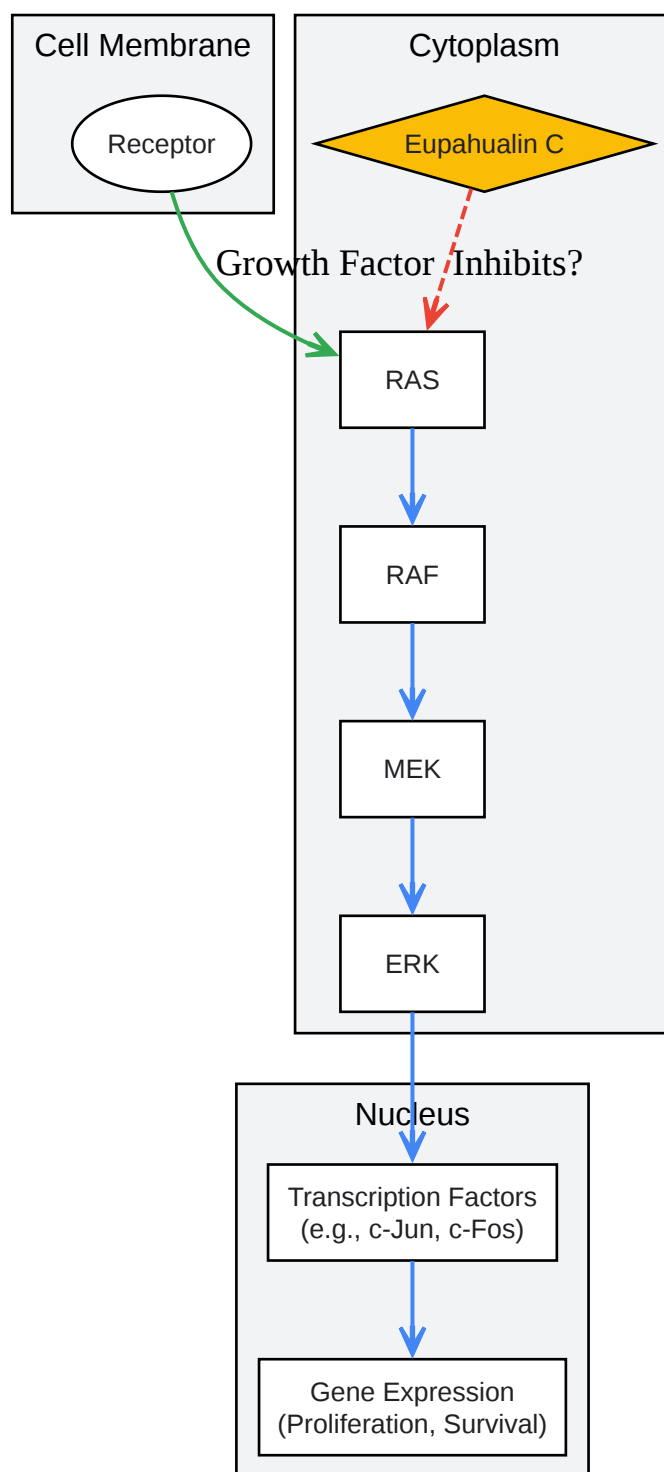 Cell Membrane
Cytoplasm
Receptor
Eupahualin C
Growth Factor
Inhibits?
RAS
RAF
MEK
ERK
Nucleus
Transcription Factors
(e.g., c-Jun, c-Fos)
Gene Expression
(Proliferation, Survival)